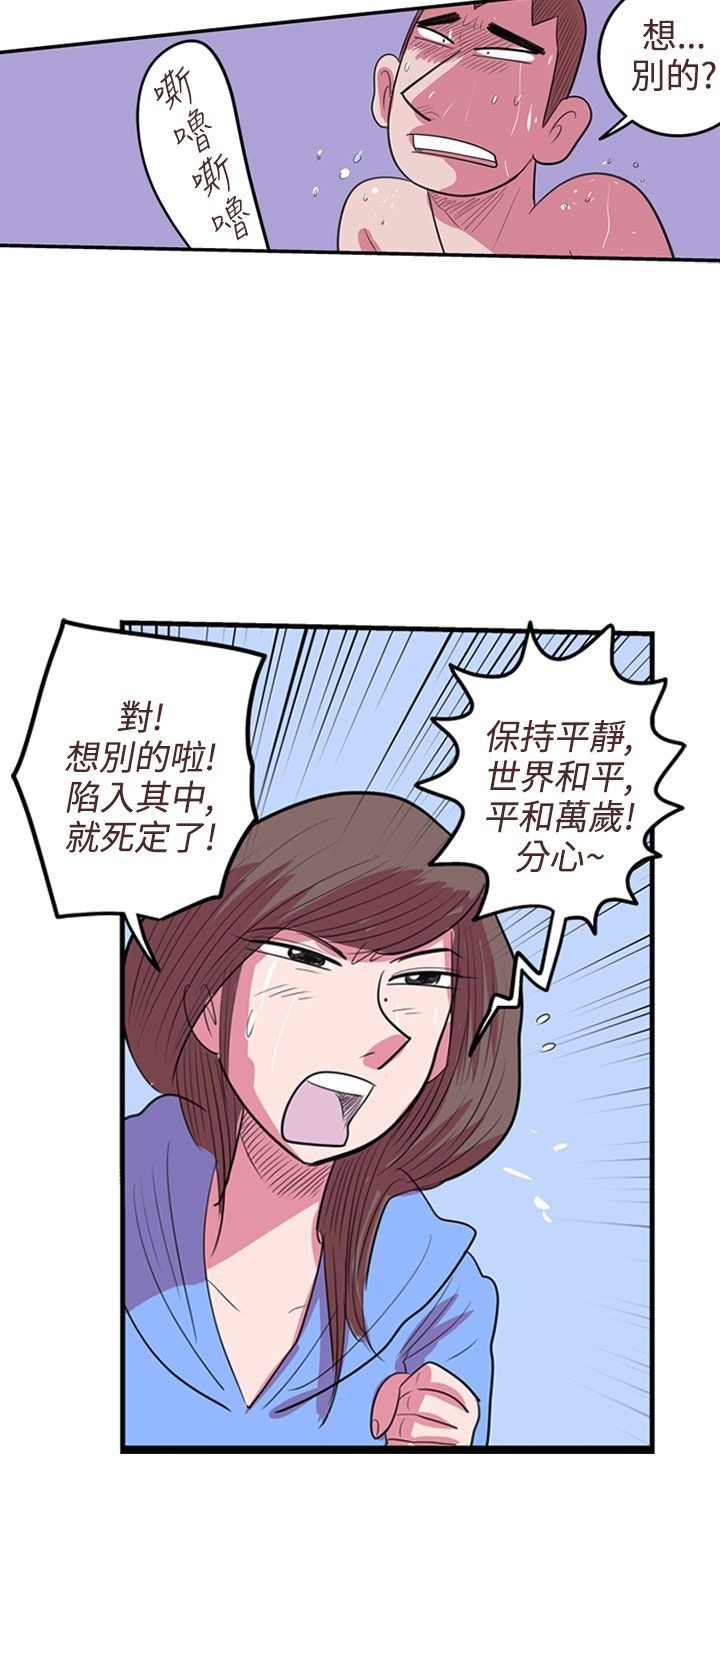 想...
別的?
嘶
嚕
嘶
嚕
對!
想別的啦!
陷入其中,
就死定了!
保持平靜,
世界和平,
平和萬歲!
分心~